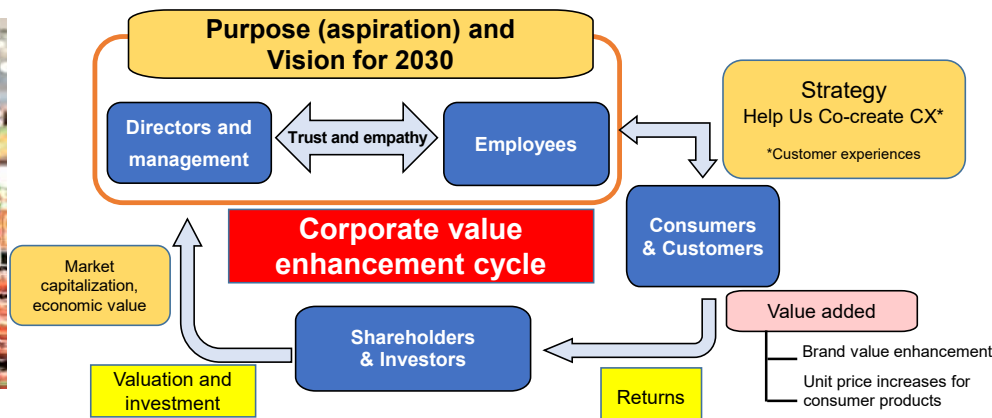 Purpose (aspiration) and
Vision for 2030
Directors and
management
Trust and empathy
Employees
Strategy
Help Us Co-create CX*
*Customer experiences
Consumers
& Customers
Corporate value
enhancement cycle
Market
capitalization,
economic value
Shareholders
& Investors
Value added
Brand value enhancement
Unit price increases for
consumer products
Valuation and
investment
Returns